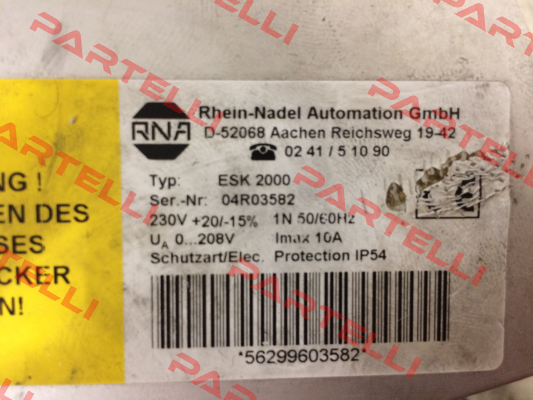 RNA
Rhein-Nadel Automation GmbH
D-52068 Aachen Reichsweg 19-42
☎ 02 41 / 5 10 90
Typ: ESK 2000
Ser.-Nr: 04R03582
230V +20/-15% 1N 50/60Hz
UA 0...208V Imax 10A
Schutzart/Elec. Protection IP54
*56299603582*
NG !
EN DES
SES
CKER
N!
PARTELLI
PARTELLI
PARTELLI
PARTELLI
PARTELLI
PARTELLI